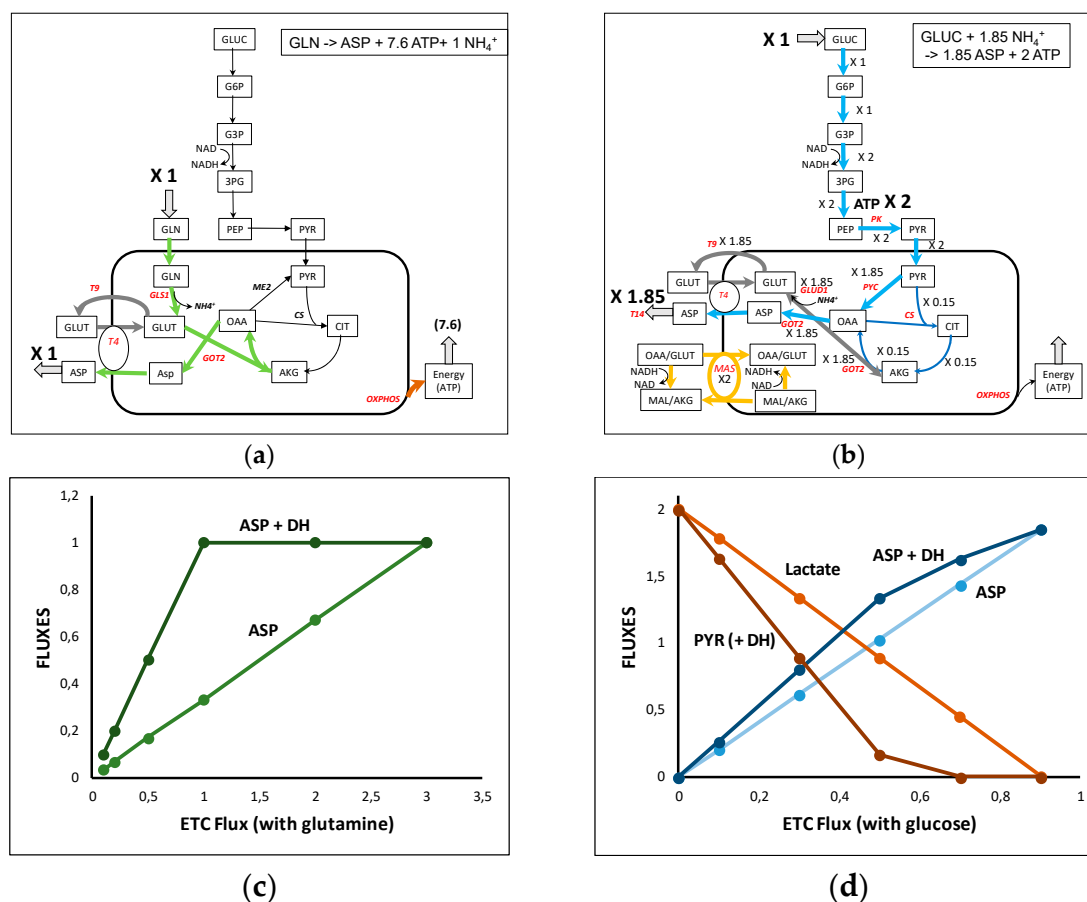 GLN -> ASP + 7.6 ATP+ 1 NH₄⁺
GLUC
G6P
G3P
NAD
NADH
3PG
X 1
GLN
PEP
PYR
GLN
GLS1
PYR
T9
NH4⁺
ME2
CS
GLUT
GLUT
OAA
CIT
T4
GOT2
X 1
ASP
Asp
AKG
(7.6)
Energy
(ATP)
OXPHOS
(a)
GLUC + 1.85 NH₄⁺
-> 1.85 ASP + 2 ATP
X 1
GLUC
X 1
G6P
X 1
G3P
NAD
NADH
X 2
3PG
X 2
ATP X 2
PEP
PK
X 2
PYR
X 2
T9
X 1.85
GLUT
GLUT
X 1.85
GLUD1
NH4⁺
X 1.85
PYC
PYR
X 0.15
X 1.85
T14
ASP
T4
ASP
GOT2
X 1.85
OAA
CS
CIT
X 0.15
X 0.15
X 1.85
GOT2
AKG
OAA/GLUT
OAA/GLUT
NADH
NAD
MAS
X2
NADH
NAD
MAL/AKG
MAL/AKG
OXPHOS
Energy
(ATP)
(b)
1,2
1
0,8
0,6
0,4
0,2
0
FLUXES
ASP + DH
ASP
0
0,5
1
1,5
2
2,5
3
3,5
ETC Flux (with glutamine)
(c)
2
1,5
1
0,5
0
FLUXES
Lactate
ASP + DH
ASP
PYR (+ DH)
0
0,2
0,4
0,6
0,8
1
ETC Flux (with glucose)
(d)